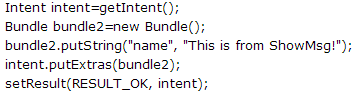 Intent intent=getIntent();
Bundle bundle2=new Bundle();
bundle2.putString("name", "This is from ShowMsg!");
intent.putExtras(bundle2);
setResult(RESULT_OK, intent);